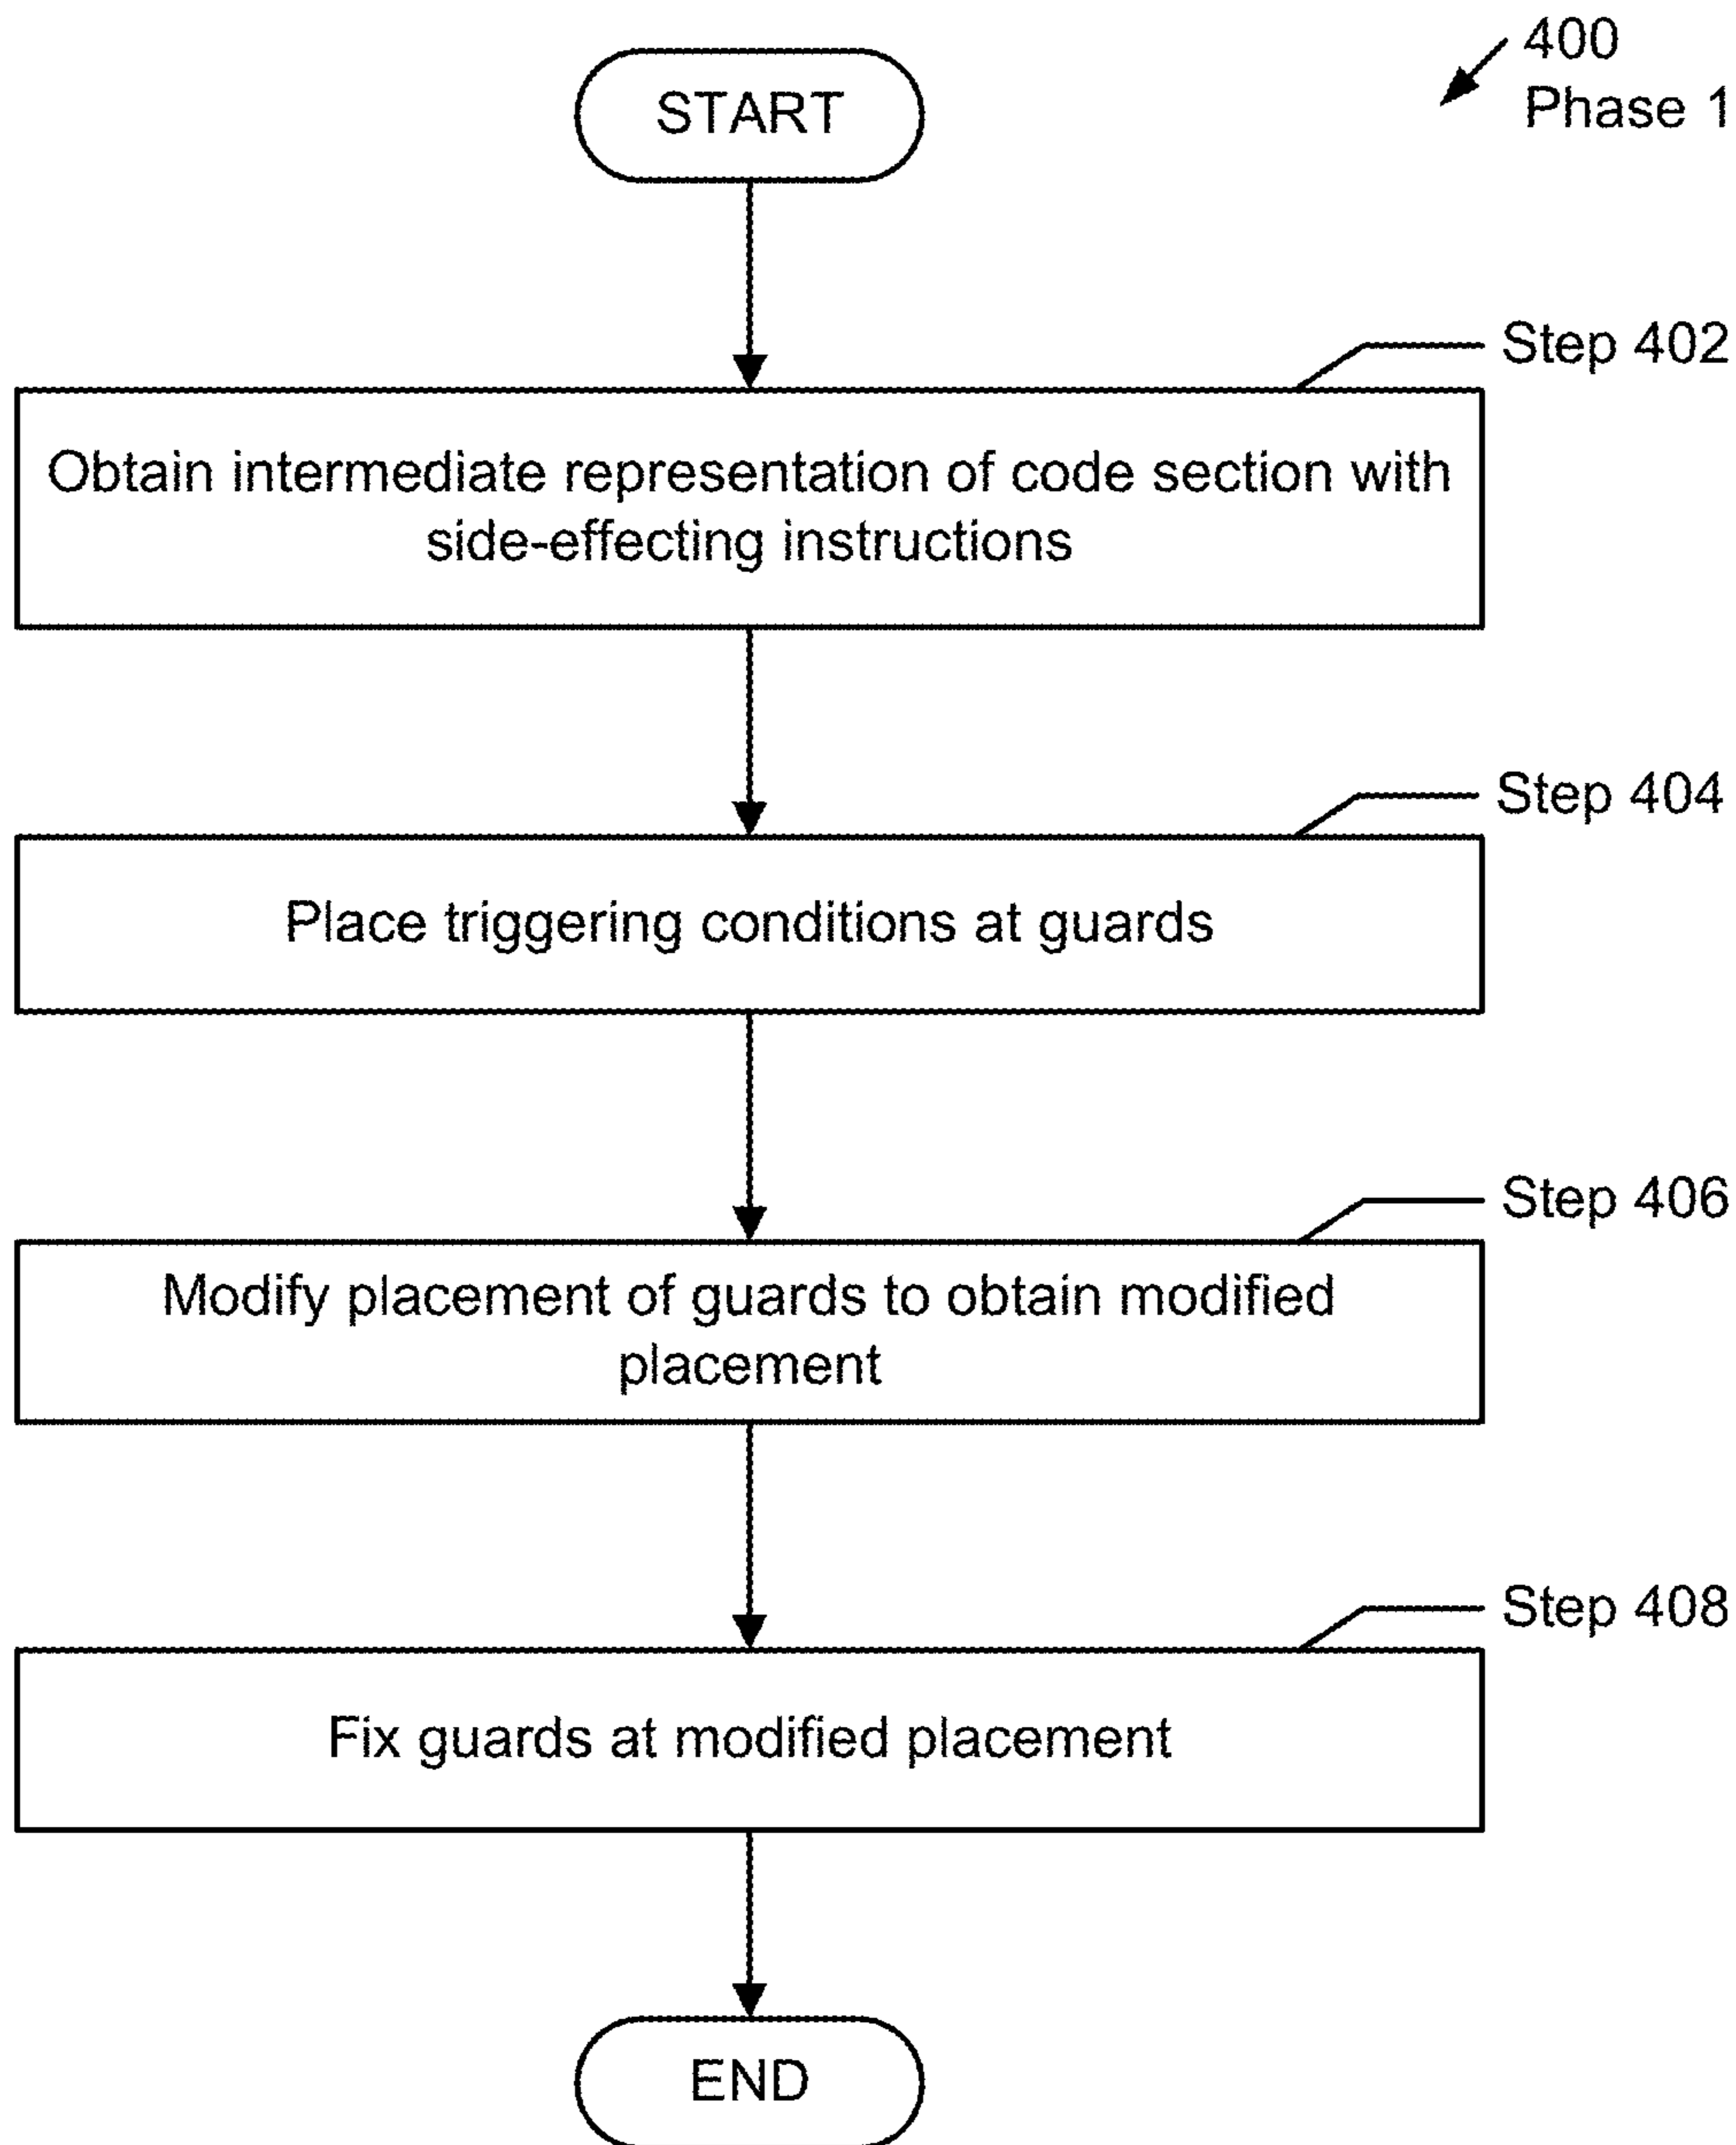 400
Phase 1
START
Step 402
Obtain intermediate representation of code section with
side-effecting instructions
Step 404
Place triggering conditions at guards
Step 406
Modify placement of guards to obtain modified
placement
Step 408
Fix guards at modified placement
END